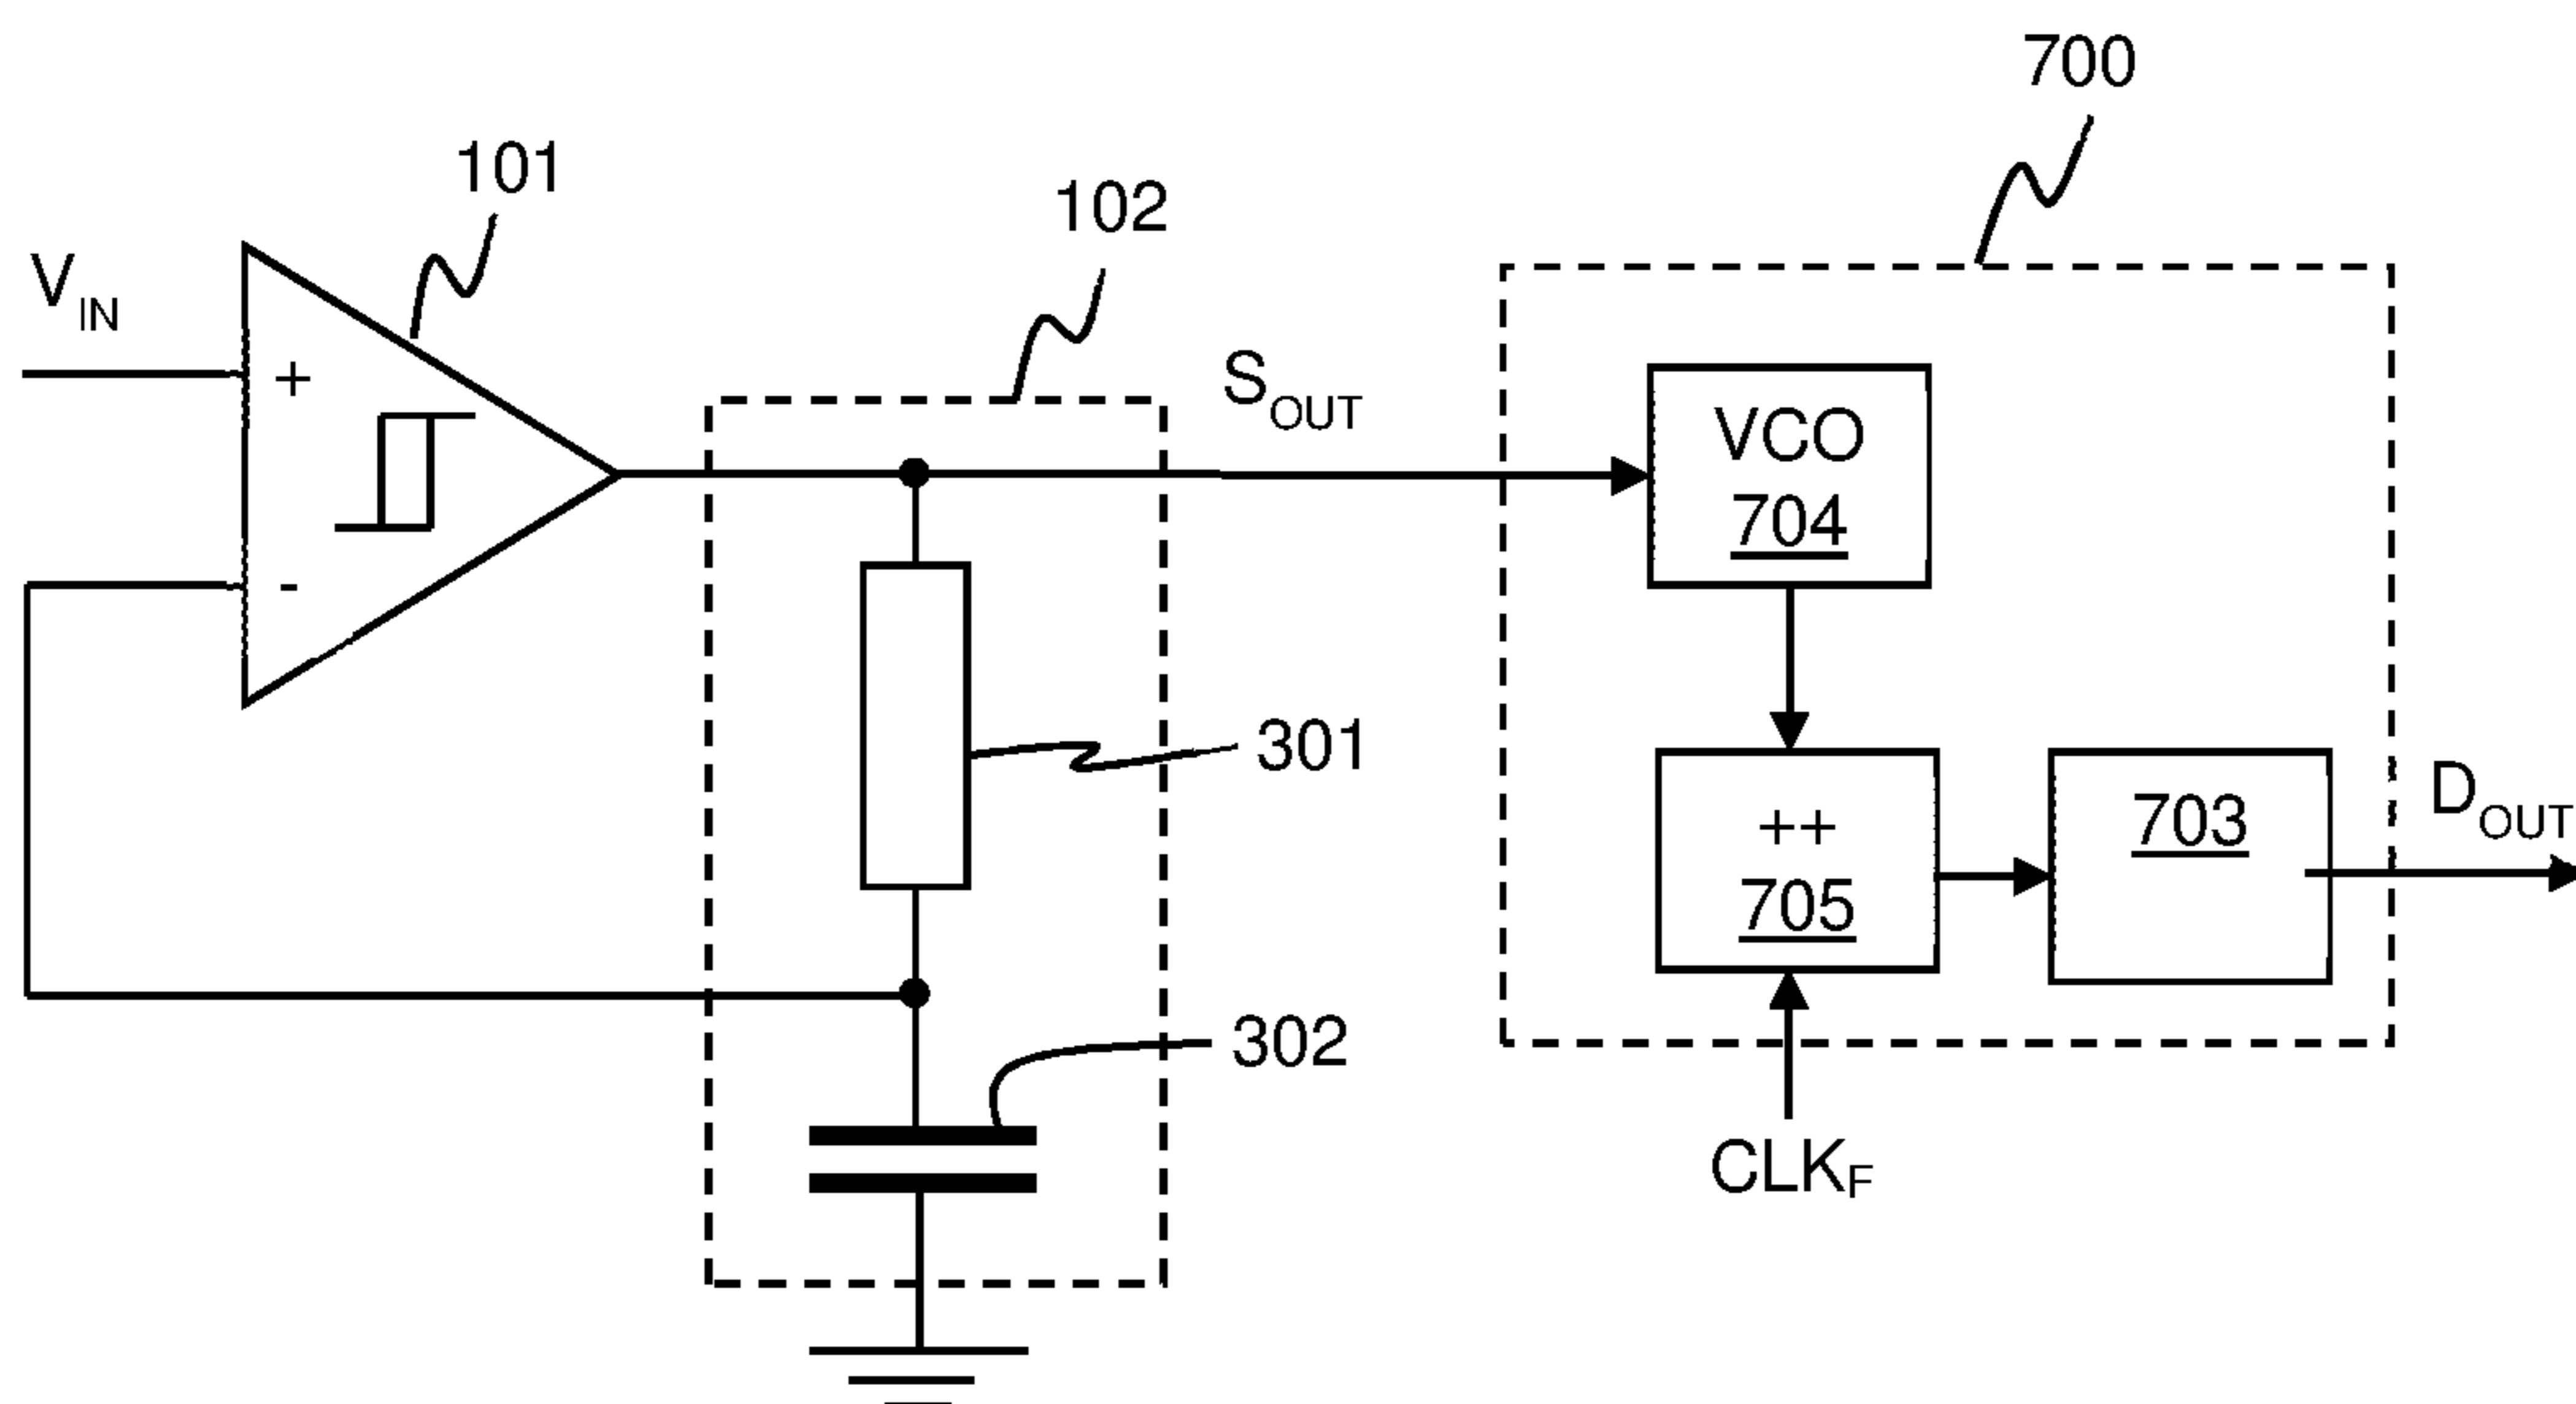 700
101
102
V_IN
S_OUT
+
VCO
704
-
301
++
705
703
D_OUT
302
CLK_F